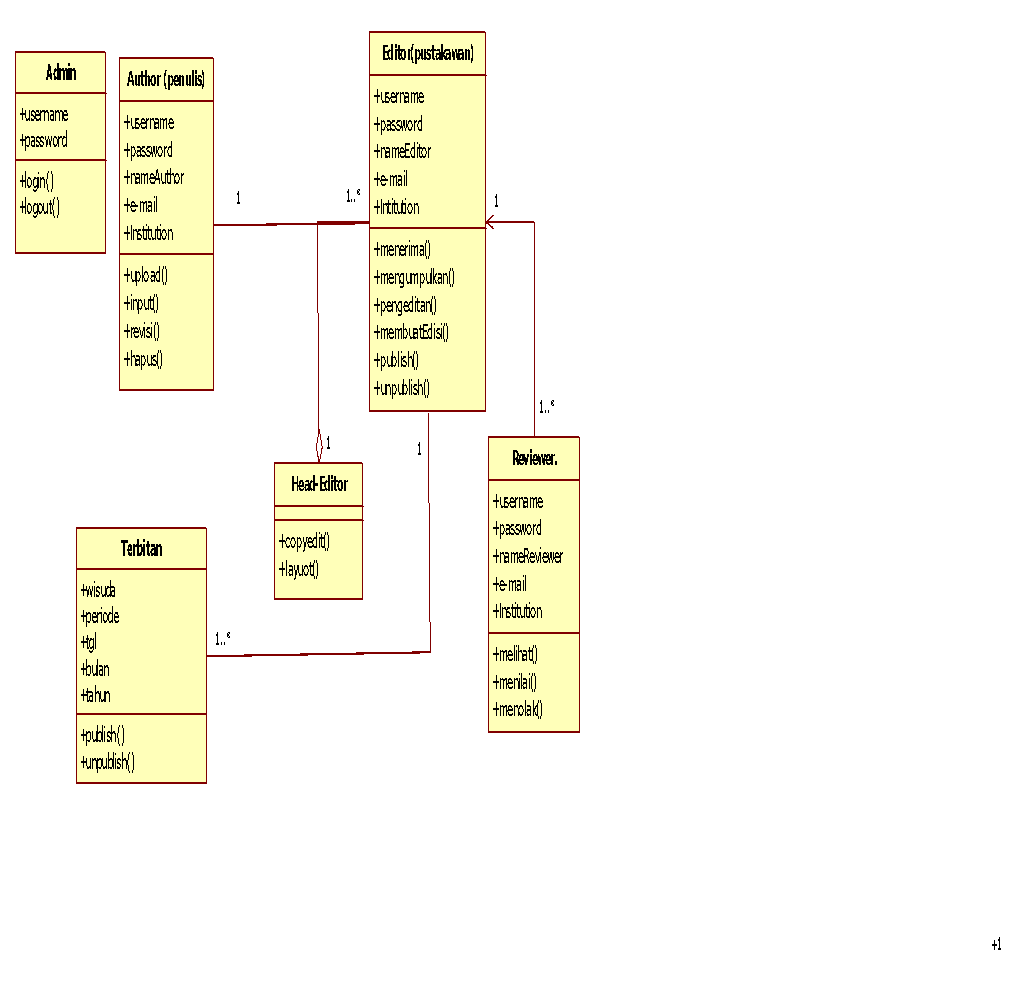 Admin
+username
+password
+login()
+logout()
Author (penulis)
+username
+password
+nameAuthor
+e-mail
+Institution
+upload()
+input()
+revisi()
+hapus()
1
1..*
Editor(pustakawan)
+username
+password
+nameEditor
+e-mail
+Intitution
+menerima()
+mengumpulkan()
+pengeditan()
+membuatEdisi()
+publish()
+unpublish()
1
1..*
1
1
Head-Editor
+copyedit()
+layuot()
Reviewer.
+username
+password
+nameReviewer
+e-mail
+Institution
+melihat()
+menilai()
+menolak()
Terbitan
+wisuda
+periode
+tgl
+bulan
+tahun
+publish()
+unpublish()
1..*
+1